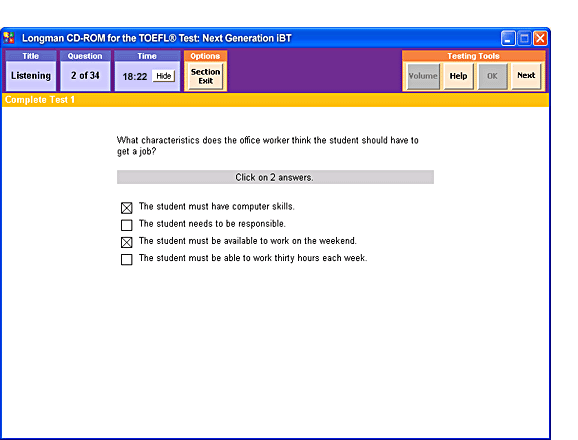 Longman CD-ROM for the TOEFL® Test: Next Generation iBT
Title Question Time Options Testing Tools
Listening 2 of 34 18:22 Hide Section Exit Volume Help OK Next
Complete Test 1
What characteristics does the office worker think the student should have to
get a job?
Click on 2 answers.
The student must have computer skills.
The student needs to be responsible.
The student must be available to work on the weekend.
The student must be able to work thirty hours each week.